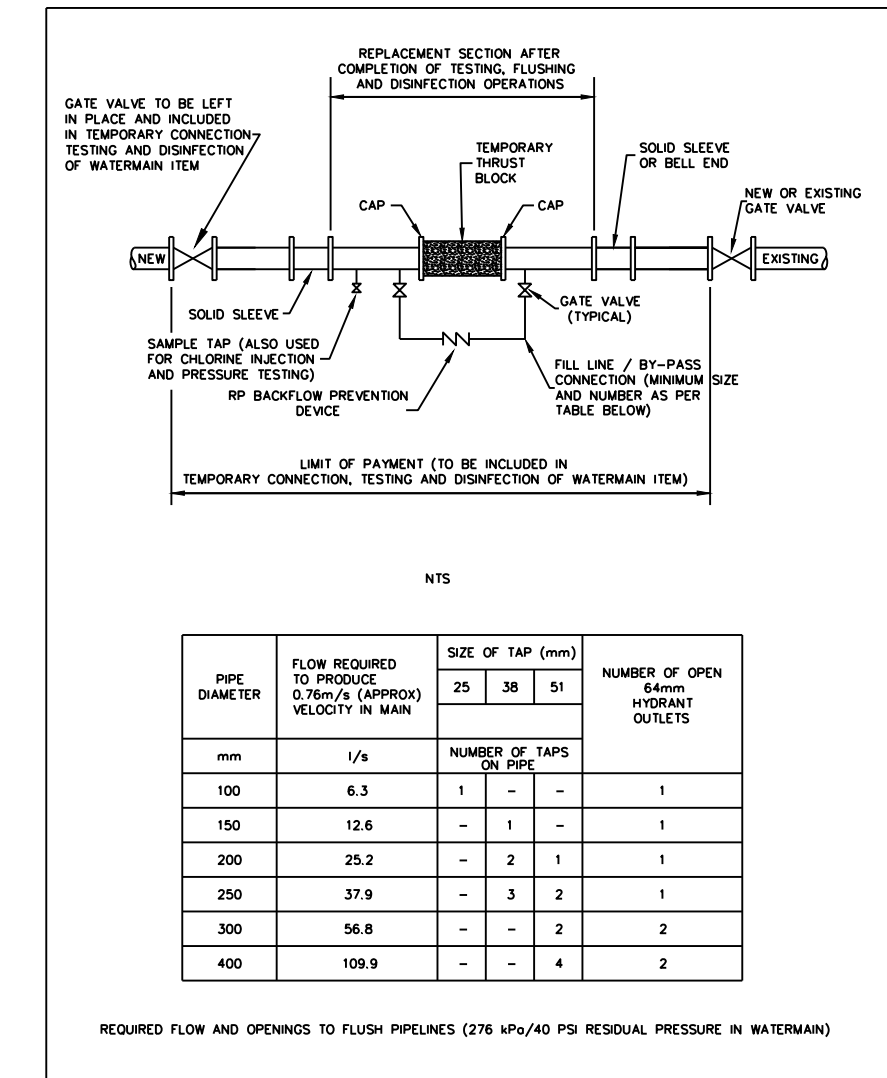 REPLACEMENT SECTION AFTER
COMPLETION OF TESTING, FLUSHING
AND DISINFECTION OPERATIONS
GATE VALVE TO BE LEFT
IN PLACE AND INCLUDED
IN TEMPORARY CONNECTION
TESTING AND DISINFECTION
OF WATERMAIN ITEM
TEMPORARY
THRUST
BLOCK
SOLID SLEEVE
OR BELL END
NEW OR EXISTING
GATE VALVE
CAP
CAP
NEW
EXISTING
SOLID SLEEVE
GATE VALVE
(TYPICAL)
SAMPLE TAP (ALSO USED
FOR CHLORINE INJECTION
AND PRESSURE TESTING)
RP BACKFLOW PREVENTION
DEVICE
FILL LINE / BY-PASS
CONNECTION (MINIMUM SIZE
AND NUMBER AS PER
TABLE BELOW)
LIMIT OF PAYMENT (TO BE INCLUDED IN
TEMPORARY CONNECTION, TESTING AND DISINFECTION OF WATERMAIN ITEM)
NTS
PIPE
DIAMETER
FLOW REQUIRED
TO PRODUCE
0.76m/s (APPROX)
VELOCITY IN MAIN
SIZE OF TAP (mm)
25 38 51
NUMBER OF OPEN
64mm
HYDRANT
OUTLETS
mm l/s NUMBER OF TAPS
ON PIPE
100 6.3 1 - - 1
150 12.6 - 1 - 1
200 25.2 - 2 1 1
250 37.9 - 3 2 1
300 56.8 - - 2 2
400 109.9 - - 4 2
REQUIRED FLOW AND OPENINGS TO FLUSH PIPELINES (276 kPa/40 PSI RESIDUAL PRESSURE IN WATERMAIN)